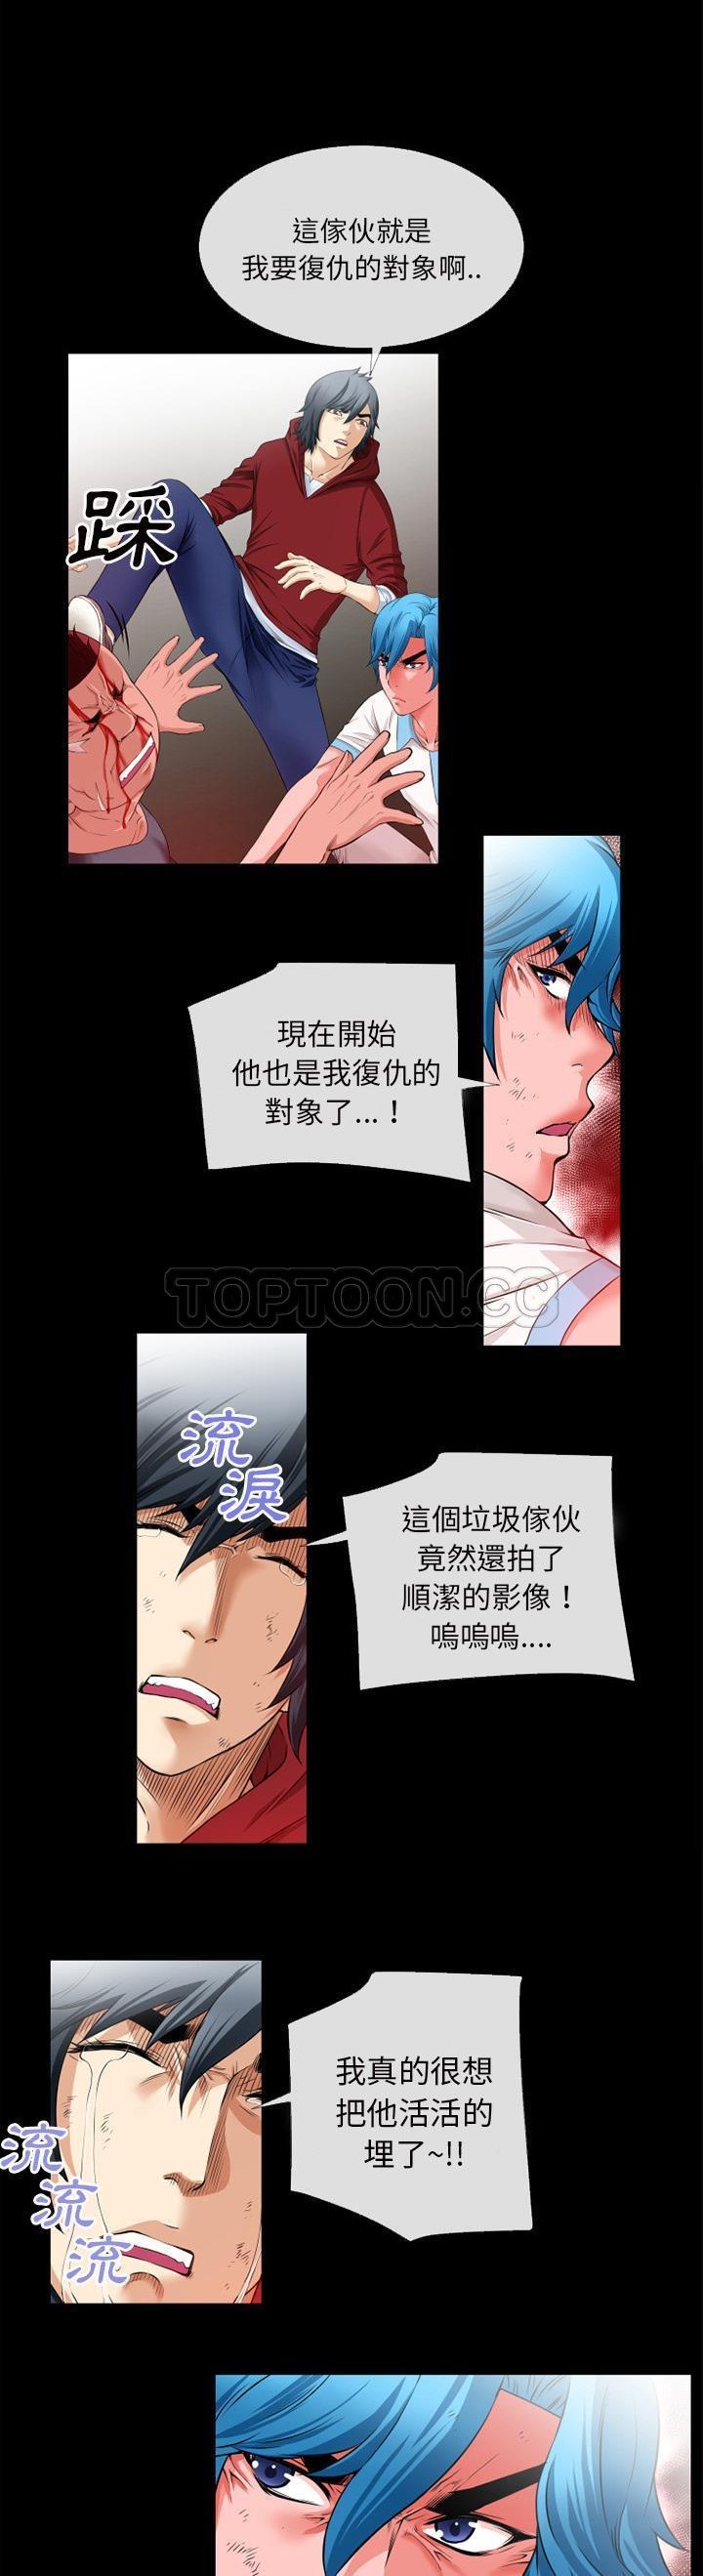 這傢伙就是
我要復仇的對象啊..
踩
現在開始
他也是我復仇的
對象了...！
TOPTOON.CC
流
淚
這個垃圾傢伙
竟然還拍了
順潔的影像！
嗚嗚嗚....
我真的很想
把他活活的
埋了~!!
流
流
流